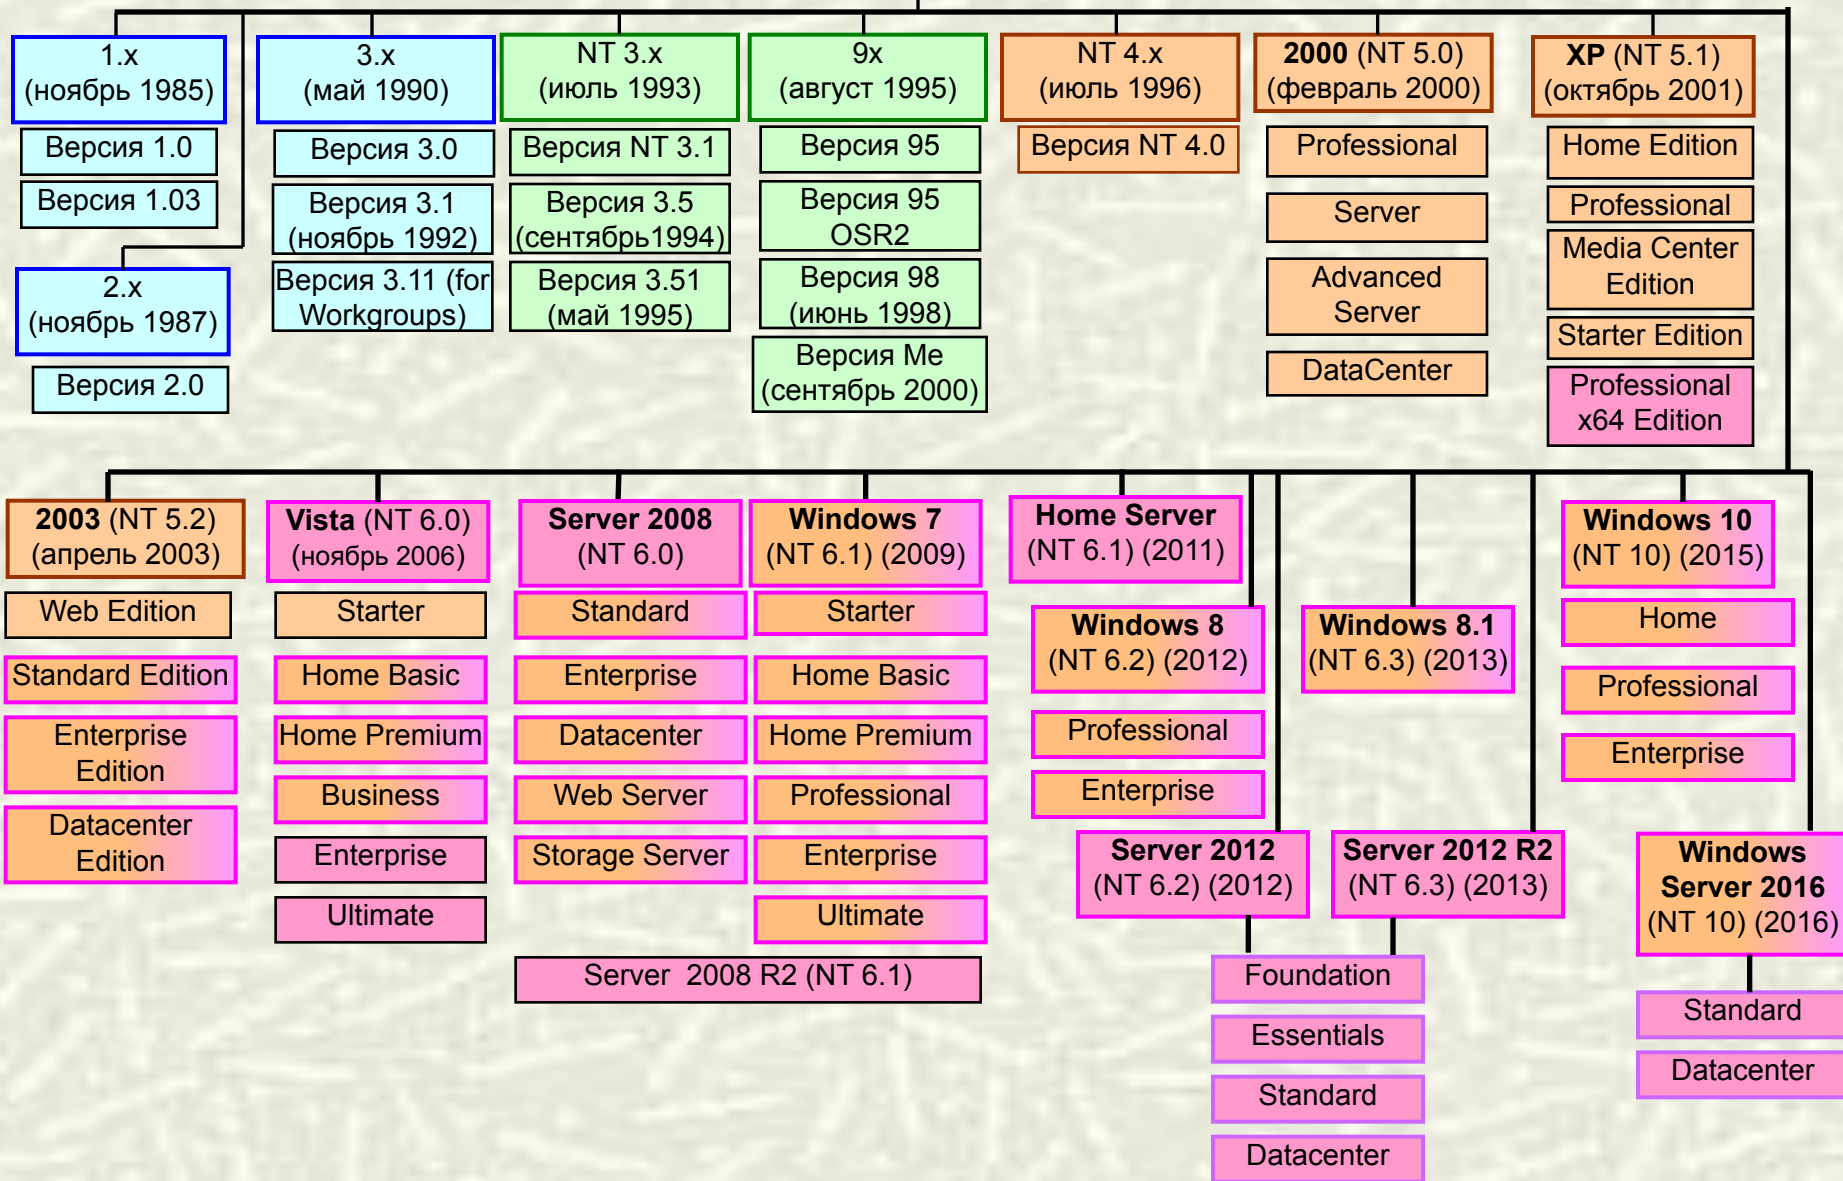 1.x
(ноябрь 1985)
Версия 1.0
Версия 1.03
2.x
(ноябрь 1987)
Версия 2.0
3.x
(май 1990)
Версия 3.0
Версия 3.1
(ноябрь 1992)
Версия 3.11 (for
Workgroups)
NT 3.x
(июль 1993)
Версия NT 3.1
Версия 3.5
(сентябрь1994)
Версия 3.51
(май 1995)
9x
(август 1995)
Версия 95
Версия 95
OSR2
Версия 98
(июнь 1998)
Версия Me
(сентябрь 2000)
NT 4.x
(июль 1996)
Версия NT 4.0
2000 (NT 5.0)
(февраль 2000)
Professional
Server
Advanced
Server
DataCenter
XP (NT 5.1)
(октябрь 2001)
Home Edition
Professional
Media Center
Edition
Starter Edition
Professional
x64 Edition
2003 (NT 5.2)
(апрель 2003)
Web Edition
Standard Edition
Enterprise
Edition
Datacenter
Edition
Vista (NT 6.0)
(ноябрь 2006)
Starter
Home Basic
Home Premium
Business
Enterprise
Ultimate
Server 2008
(NT 6.0)
Standard
Enterprise
Datacenter
Web Server
Storage Server
Windows 7
(NT 6.1) (2009)
Starter
Home Basic
Home Premium
Professional
Enterprise
Ultimate
Server 2008 R2 (NT 6.1)
Home Server
(NT 6.1) (2011)
Windows 8
(NT 6.2) (2012)
Professional
Enterprise
Server 2012
(NT 6.2) (2012)
Windows 8.1
(NT 6.3) (2013)
Server 2012 R2
(NT 6.3) (2013)
Foundation
Essentials
Standard
Datacenter
Windows 10
(NT 10) (2015)
Home
Professional
Enterprise
Windows
Server 2016
(NT 10) (2016)
Standard
Datacenter